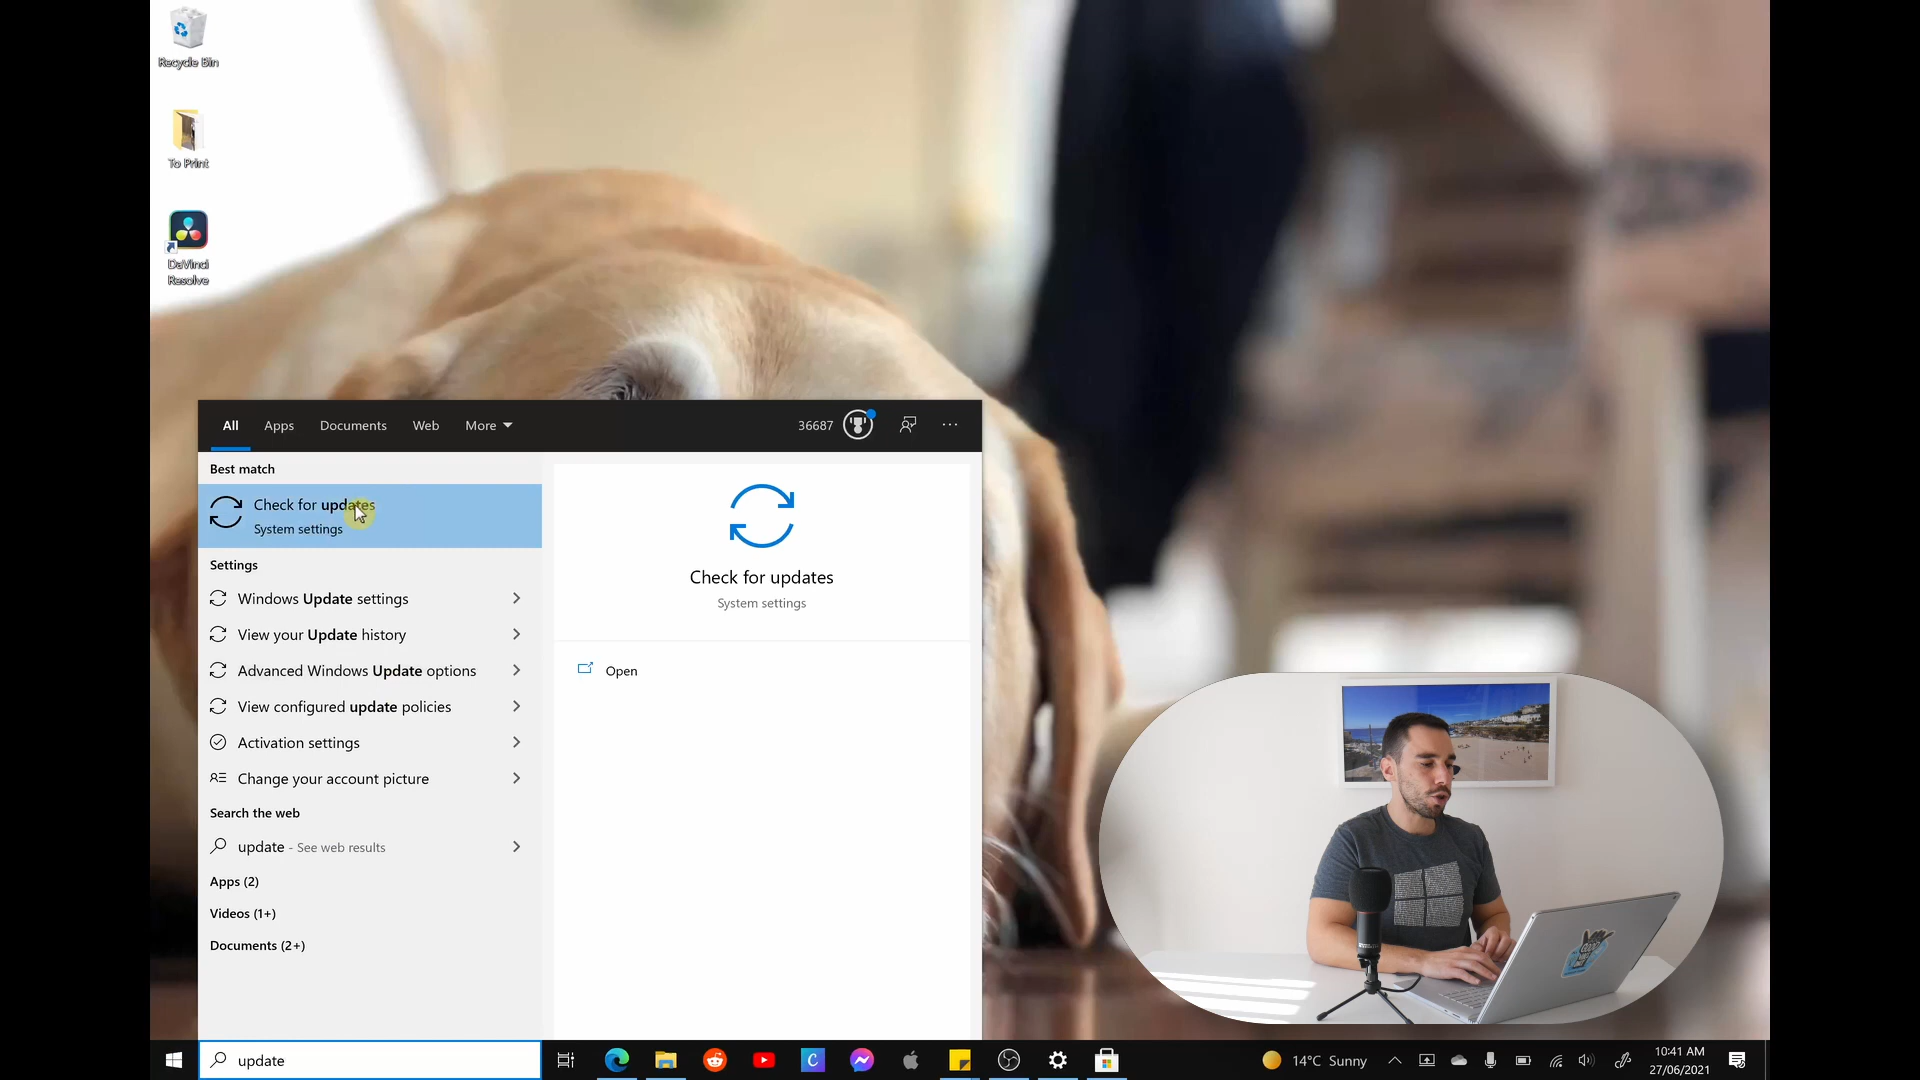 Recycle Bin
To Print
DaVinci
Resolve
All
Apps
Documents
Web
More
36687
Best match
Check for updates
System settings
Settings
Windows Update settings
View your Update history
Advanced Windows Update options
View configured update policies
Activation settings
Change your account picture
Search the web
update - See web results
Apps (2)
Videos (1+)
Documents (2+)
Check for updates
System settings
Open
update
14°C Sunny
10:41 AM
27/06/2021